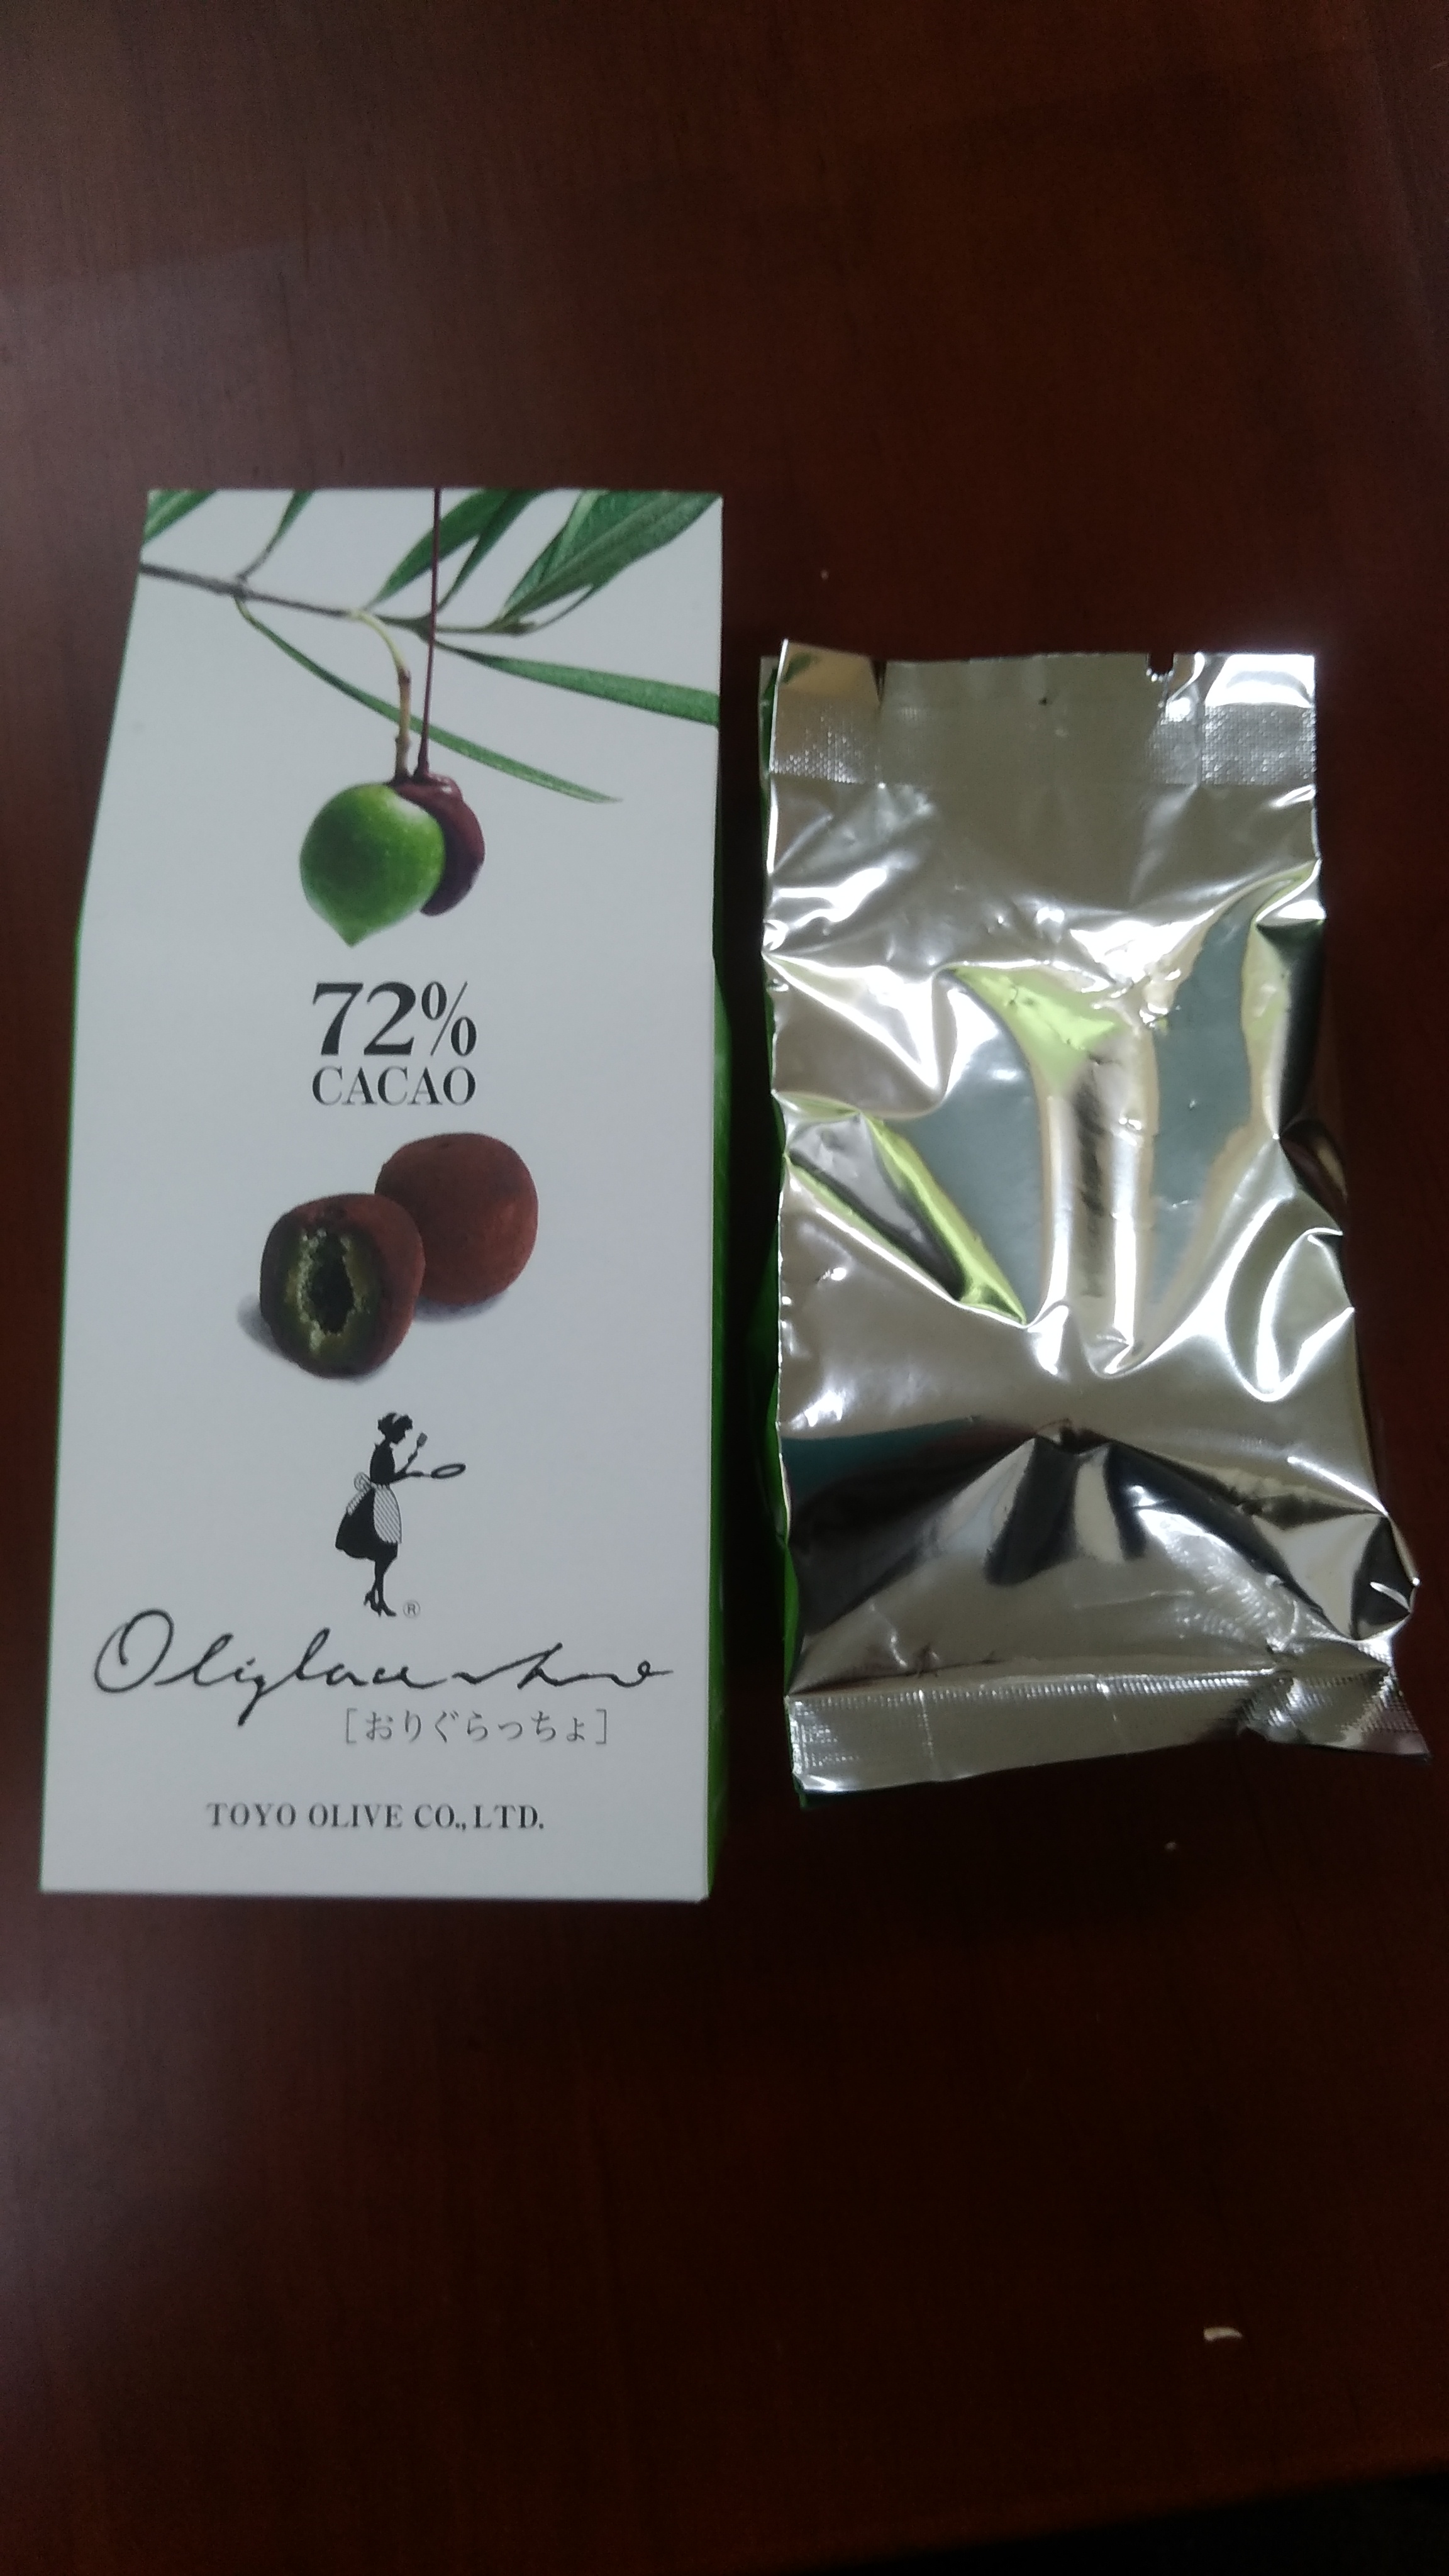 72%
CACAO
®
Oliglaccho
[おりぐらっちょ]
TOYO OLIVE CO.,LTD.